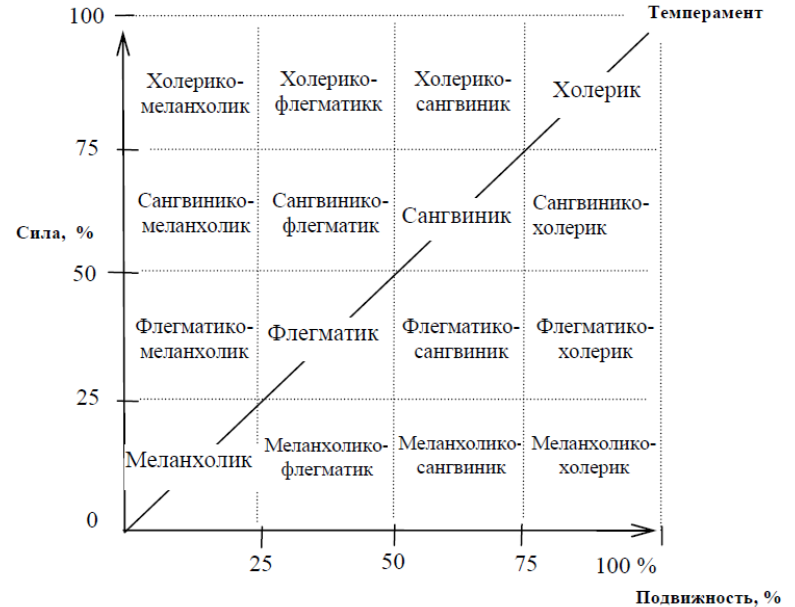 100
Темперамент
Холерико-
меланхолик
Холерико-
флегматикк
Холерико-
сангвиник
Холерик
75
Сангвинико-
меланхолик
Сангвинико-
флегматик
Сангвиник
Сангвинико-
холерик
Сила, %
50
Флегматико-
меланхолик
Флегматик
Флегматико-
сангвиник
Флегматико-
холерик
25
Меланхолик
Меланхолико-
флегматик
Меланхолико-
сангвиник
Меланхолико-
холерик
0
25
50
75
100 %
Подвижность, %